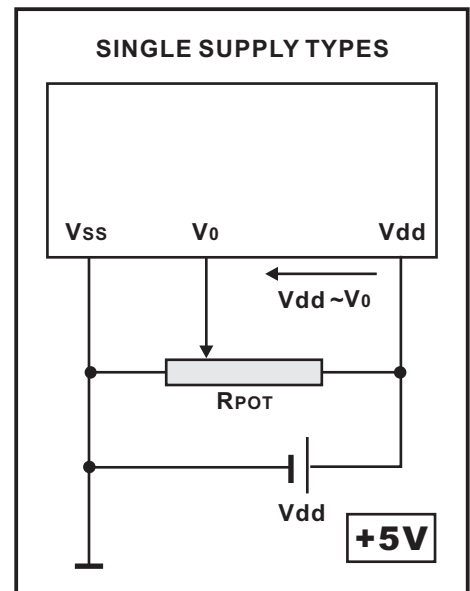 SINGLE SUPPLY TYPES
Vss V0 Vdd
Vdd ~V0
RPOT
Vdd
+5V